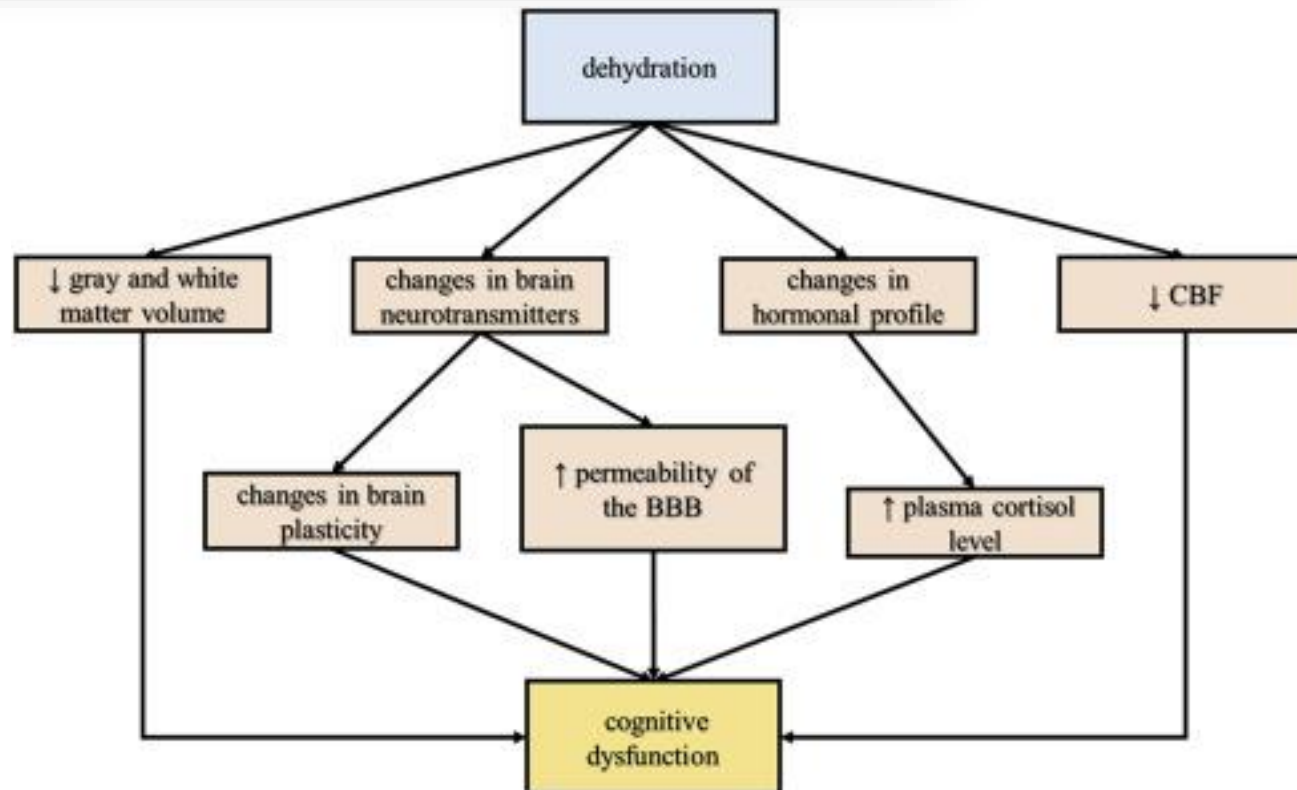 dehydration
↓ gray and white
matter volume
changes in brain
neurotransmitters
changes in
hormonal profile
↓ CBF
changes in brain
plasticity
↑ permeability of
the BBB
↑ plasma cortisol
level
cognitive
dysfunction